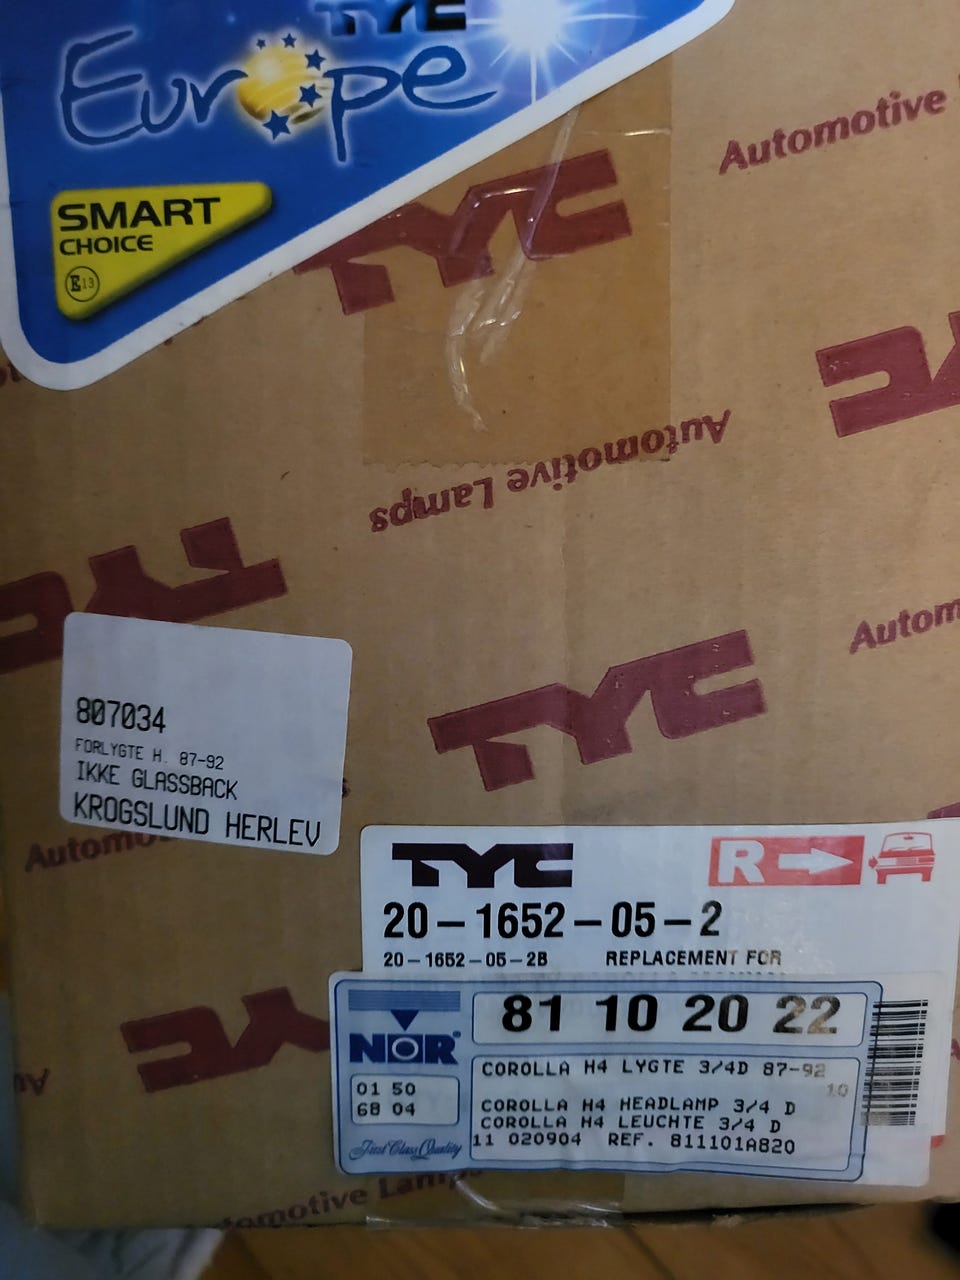 TYC
Europe
SMART
CHOICE
E13
TYC
Automotive
Automotive Lamps
TYC
TYC
Autom
807034
FORLYGTE H. 87-92
IKKE GLASSBACK
KROGSLUND HERLEV
Automo
TYC
R
20-1652-05-2
20-1652-05-2B REPLACEMENT FOR
NOR
81 10 20 22
01 50
68 04
First Class Quality
COROLLA H4 LYGTE 3/4D 87-92
10
COROLLA H4 HEADLAMP 3/4 D
COROLLA H4 LEUCHTE 3/4 D
11 020904 REF. 811101A820
Automotive Lamps